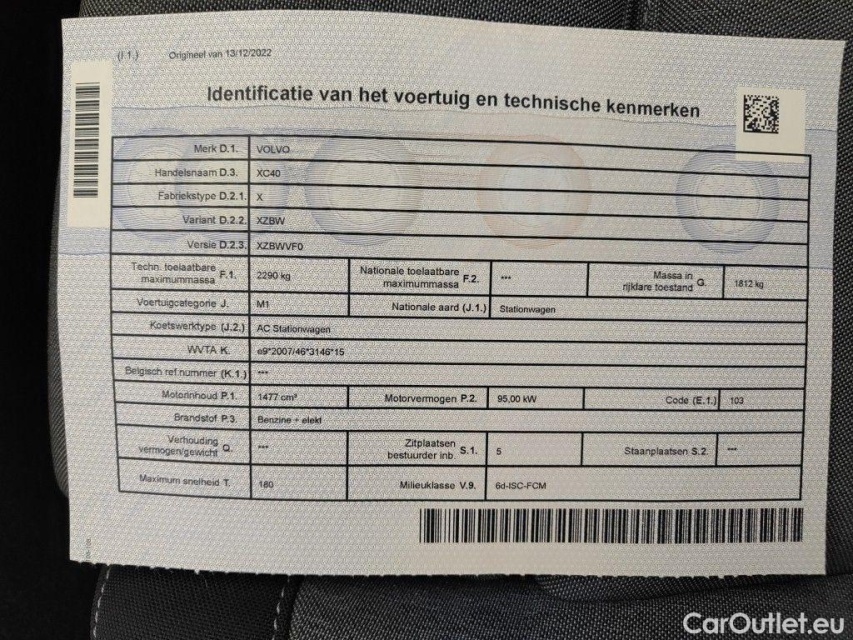 (I.1.) Origineel van 13/12/2022
Identificatie van het voertuig en technische kenmerken
Merk D.1. VOLVO
Handelsnaam D.3. XC40
Fabriekstype D.2.1. X
Variant D.2.2. XZBW
Versie D.2.3. XZBWVF0
Techn. toelaatbare maximummassa F.1. 2290 kg Nationale toelaatbare maximummassa F.2. *** Massa in rijklare toestand G. 1812 kg
Voertuigcategorie J. M1 Nationale aard (J.1.) Stationwagen
Koetswerktype (J.2.) AC Stationwagen
WVTA K. e9*2007/46*3146*15
Belgisch ref.nummer (K.1.) ***
Motorinhoud P.1. 1477 cm³ Motorvermogen P.2. 95,00 kW Code (E.1.) 103
Brandstof P.3. Benzine + elekt
Verhouding vermogen/gewicht Q. *** Zitplaatsen bestuurder inb. S.1. 5 Staanplaatsen S.2. ***
Maximum snelheid T. 180 Milieuklasse V.9. 6d-ISC-FCM
CarOutlet.eu